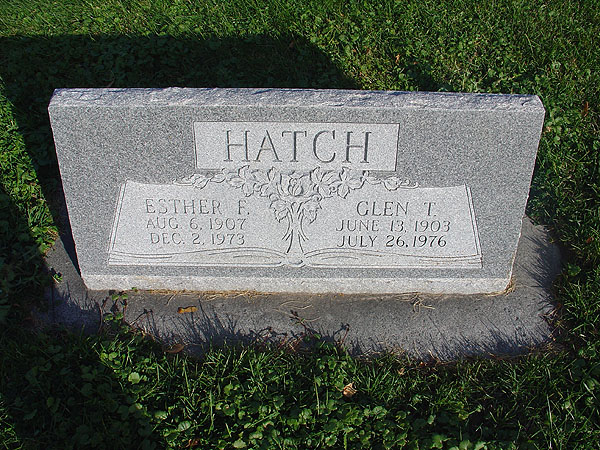 HATCH
ESTHER F.
AUG. 6, 1907
DEC. 2, 1973
GLEN T.
JUNE 13, 1903
JULY 26, 1976